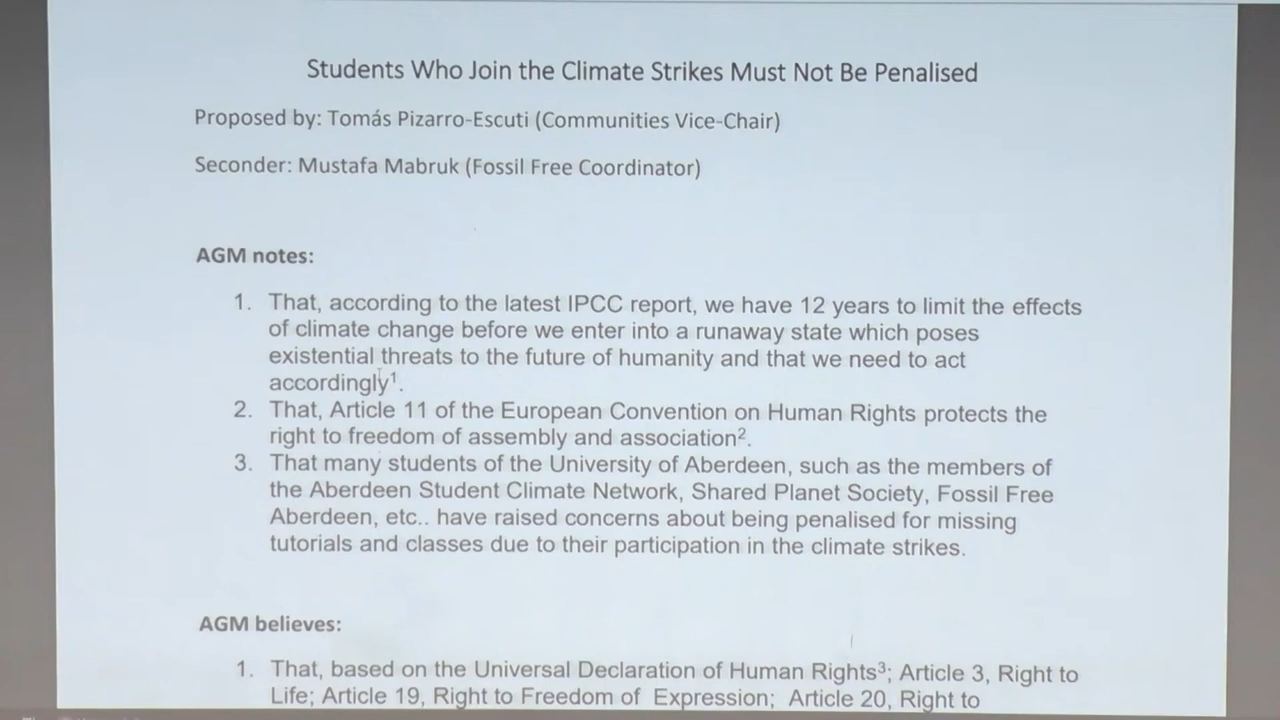 Students Who Join the Climate Strikes Must Not Be Penalised
Proposed by: Tomás Pizarro-Escuti (Communities Vice-Chair)
Seconder: Mustafa Mabruk (Fossil Free Coordinator)
AGM notes:
1. That, according to the latest IPCC report, we have 12 years to limit the effects
of climate change before we enter into a runaway state which poses
existential threats to the future of humanity and that we need to act
accordingly¹.
2. That, Article 11 of the European Convention on Human Rights protects the
right to freedom of assembly and association².
3. That many students of the University of Aberdeen, such as the members of
the Aberdeen Student Climate Network, Shared Planet Society, Fossil Free
Aberdeen, etc.. have raised concerns about being penalised for missing
tutorials and classes due to their participation in the climate strikes.
AGM believes:
1. That, based on the Universal Declaration of Human Rights³; Article 3, Right to
Life; Article 19, Right to Freedom of Expression; Article 20, Right to